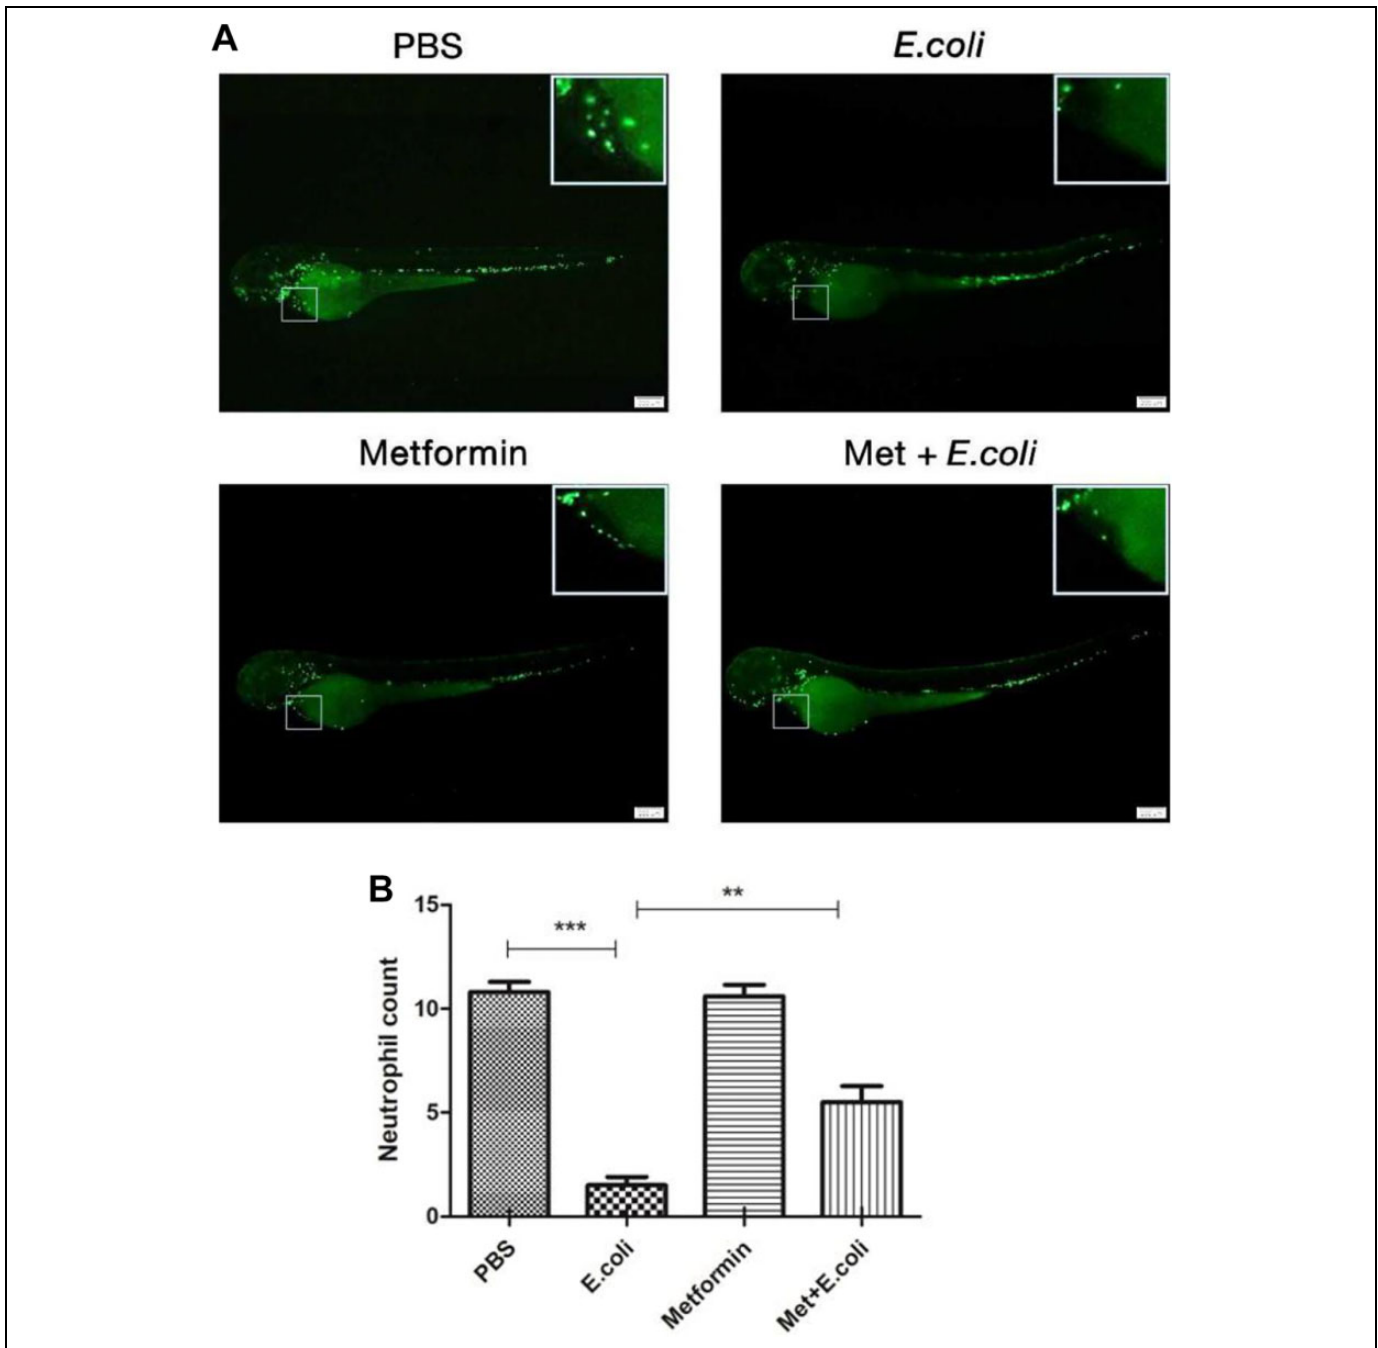 A
PBS
E.coli
Metformin
Met + E.coli
B
***
**
15
10
5
0
Neutrophil count
PBS
E.coli
Metformin
Met+E.coli